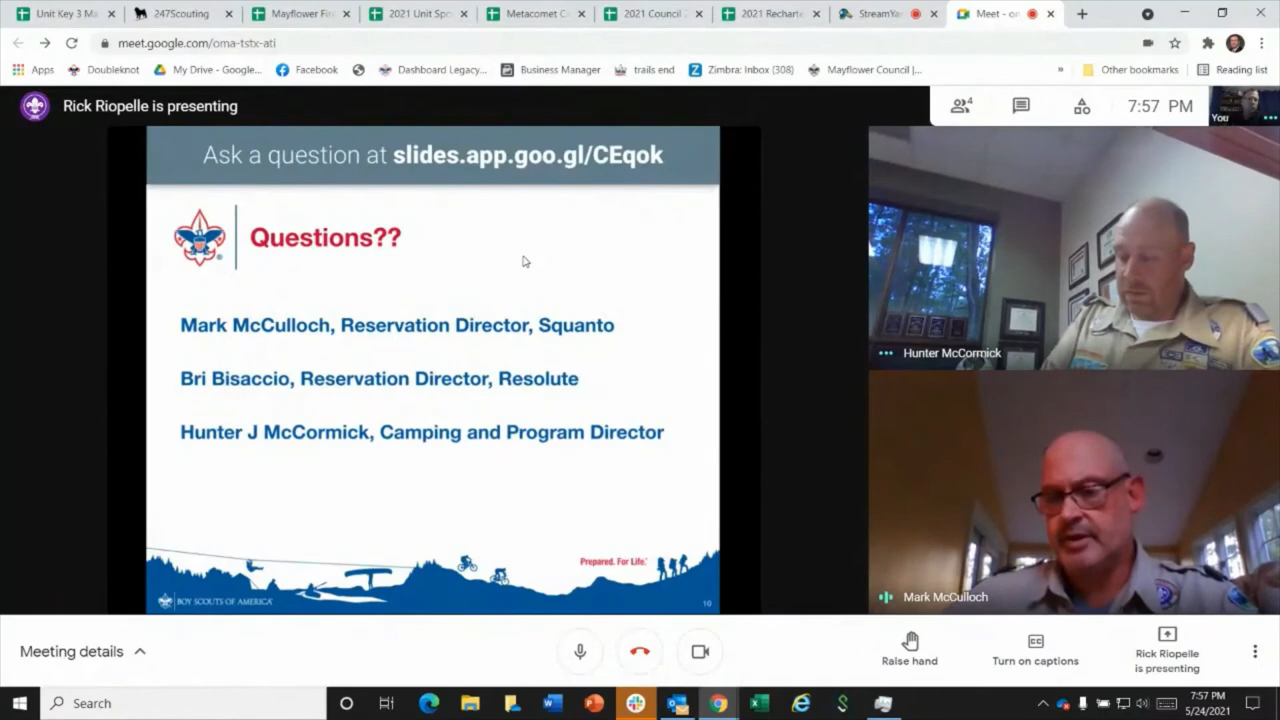 Unit Key 3 Ma
247Scouting
Mayflower Fir
2021 Unit Spo
Metacomet Ca
2021 Council
2021 Recharte
StreamYa
Meet - on
meet.google.com/oma-tstx-ati
Apps
Doubleknot
My Drive - Google...
Facebook
Dashboard Legacy...
Business Manager
trails end
Zimbra: Inbox (308)
Mayflower Council |...
»
Other bookmarks
Reading list
Rick Riopelle is presenting
4
7:57 PM
You
Ask a question at slides.app.goo.gl/CEqok
Questions??
Mark McCulloch, Reservation Director, Squanto
Bri Bisaccio, Reservation Director, Resolute
Hunter J McCormick, Camping and Program Director
Prepared. For Life.™
BOY SCOUTS OF AMERICA®
10
Hunter McCormick
Mark McCulloch
Meeting details
Raise hand
Turn on captions
Rick Riopelle
is presenting
Search
7:57 PM
5/24/2021